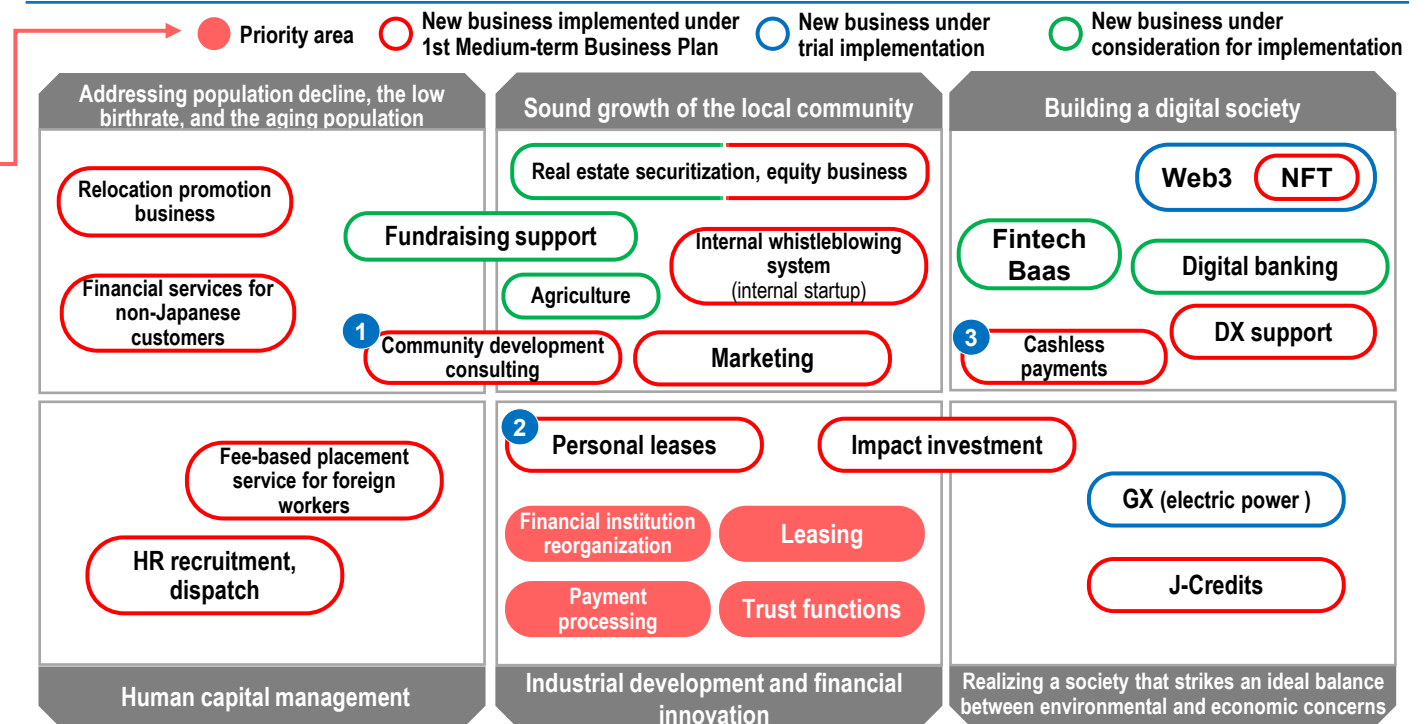 Priority area
New business implemented under
1st Medium-term Business Plan
New business under
trial implementation
New business under
consideration for implementation
Addressing population decline, the low
birthrate, and the aging population
Relocation promotion
business
Financial services for
non-Japanese
customers
Sound growth of the local community
Real estate securitization, equity business
Fundraising support
Internal whistleblowing
system
(internal startup)
Agriculture
1
Community development
consulting
Marketing
Building a digital society
Web3
NFT
Fintech
Baas
Digital banking
DX support
3
Cashless
payments
Fee-based placement
service for foreign
workers
HR recruitment,
dispatch
Human capital management
2
Personal leases
Impact investment
Financial institution
reorganization
Leasing
Payment
processing
Trust functions
Industrial development and financial
innovation
GX (electric power )
J-Credits
Realizing a society that strikes an ideal balance
between environmental and economic concerns